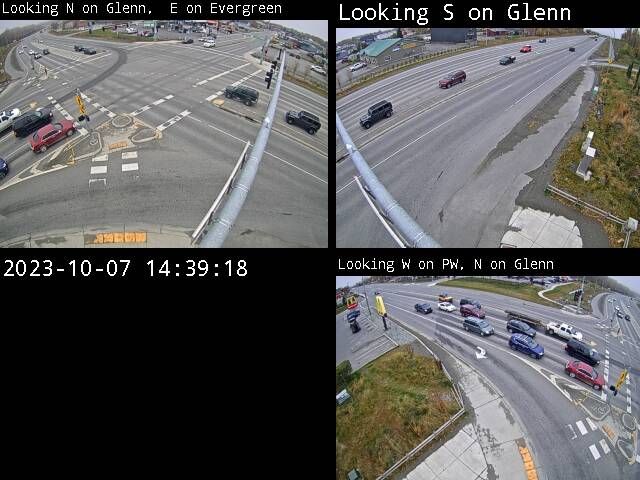 Looking N on Glenn,  E on Evergreen
Looking S on Glenn
2023-10-07 14:39:18
Looking W on PW, N on Glenn